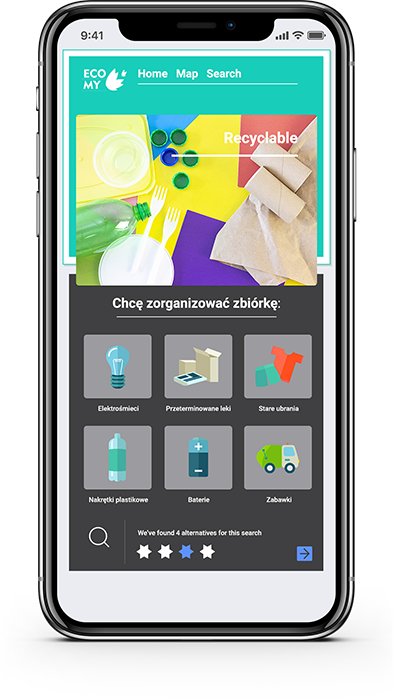 9:41
ECO
MY
Home Map Search
Recyclable
Chcę zorganizować zbiórkę:
Elektrośmieci
Przeterminowane leki
Stare ubrania
Nakrętki plastikowe
Baterie
Zabawki
We've found 4 alternatives for this search